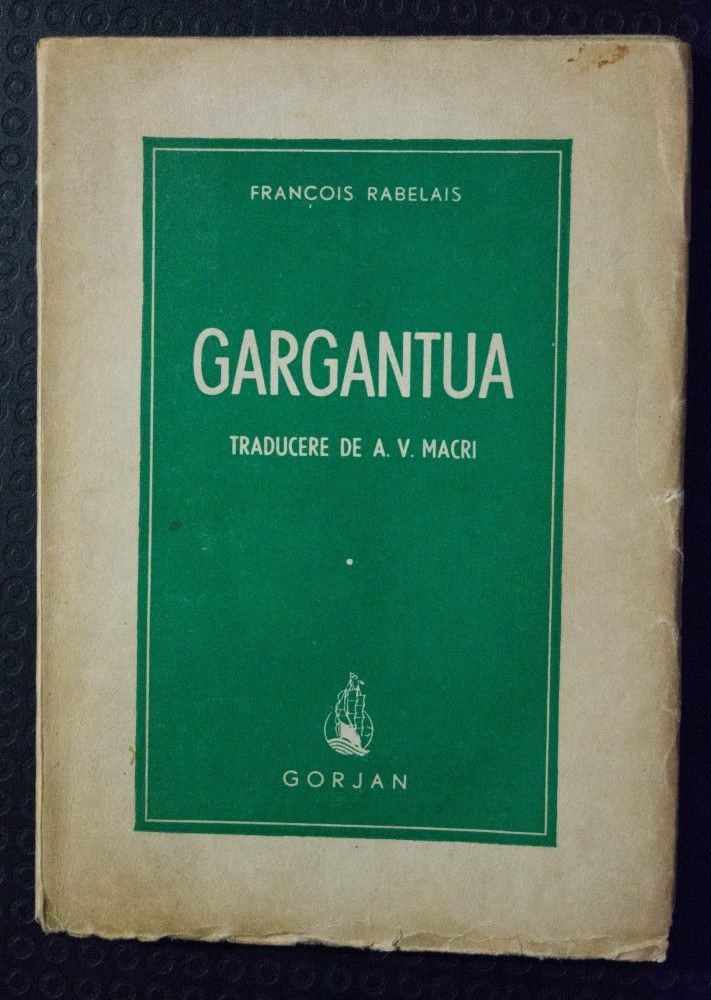 FRANÇOIS RABELAIS
GARGANTUA
TRADUCERE DE A. V. MACRI
GORJAN